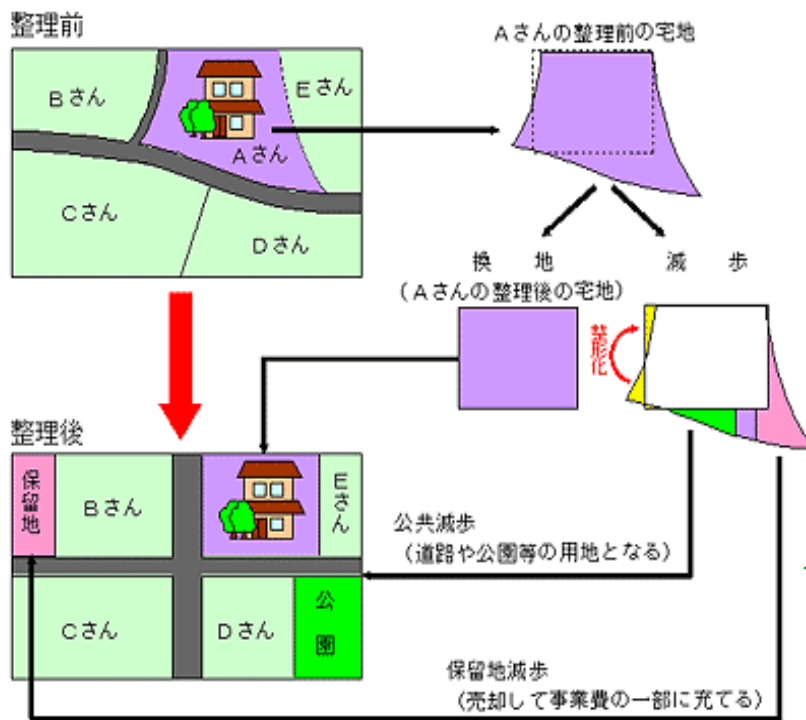 整理前
Aさんの整理前の宅地
Bさん
Eさん
Aさん
Cさん
Dさん
換地
(Aさんの整理後の宅地)
減歩
整形化
整理後
保留地
Bさん
Eさん
Cさん
Dさん
公園
公共減歩
(道路や公園等の用地となる)
保留地減歩
(売却して事業費の一部に充てる)